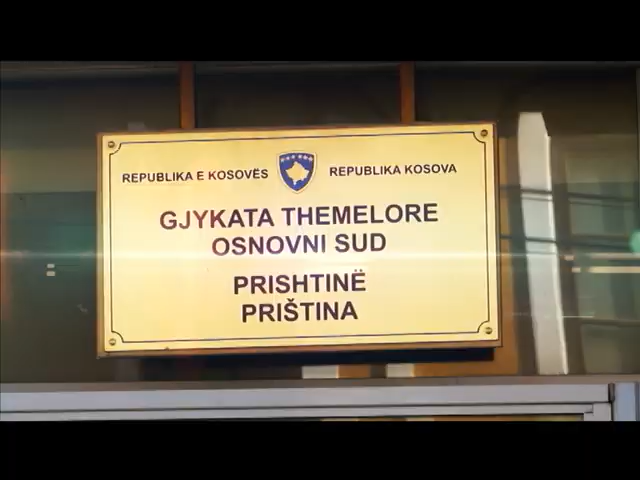 REPUBLIKA E KOSOVËS REPUBLIKA KOSOVA
GJYKATA THEMELORE
OSNOVNI SUD
PRISHTINË
PRIŠTINA